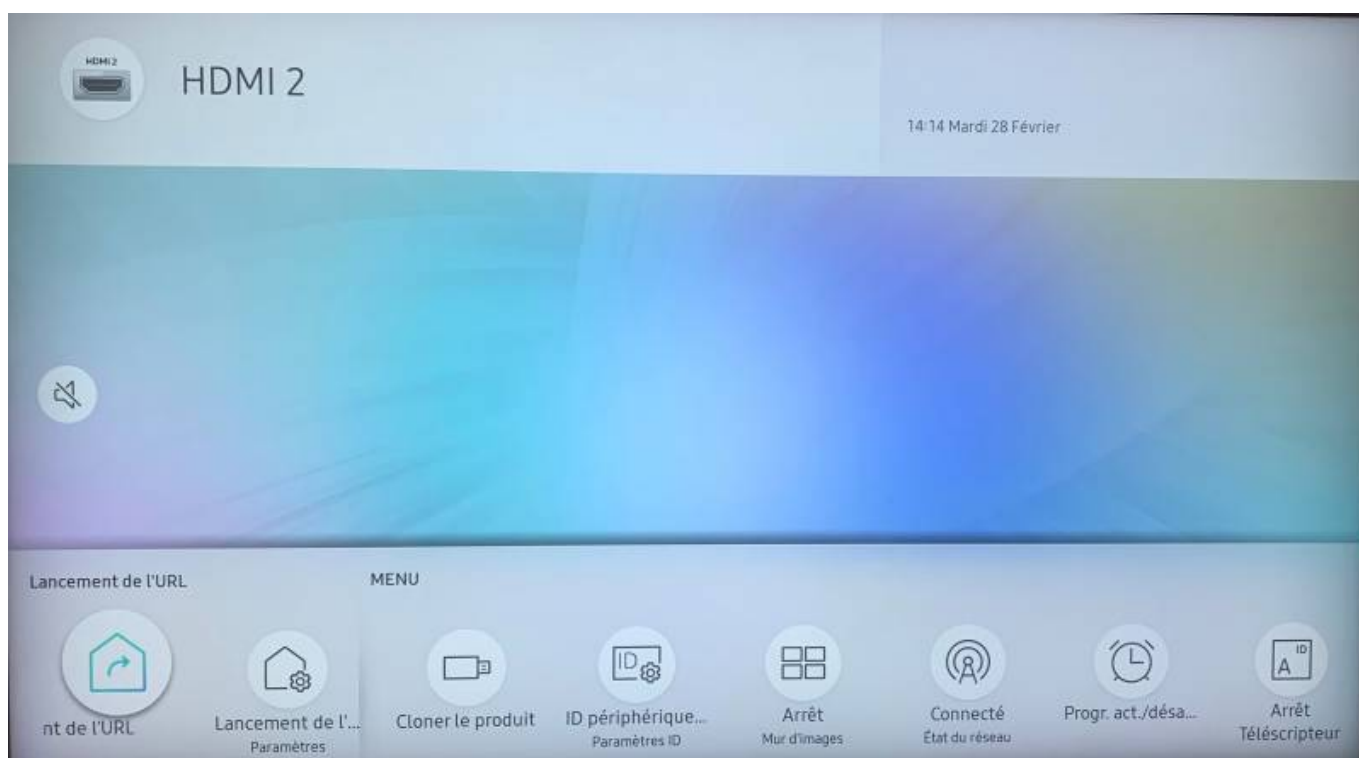 HDMI 2
HDMI 2
14:14 Mardi 28 Février
Lancement de l'URL
MENU
nt de l'URL
Lancement de l'...
Paramètres
Cloner le produit
ID
ID périphérique...
Paramètres ID
Arrêt
Mur d'images
Connecté
État du réseau
Progr. act./désa...
A ID
Arrêt
Téléscripteur